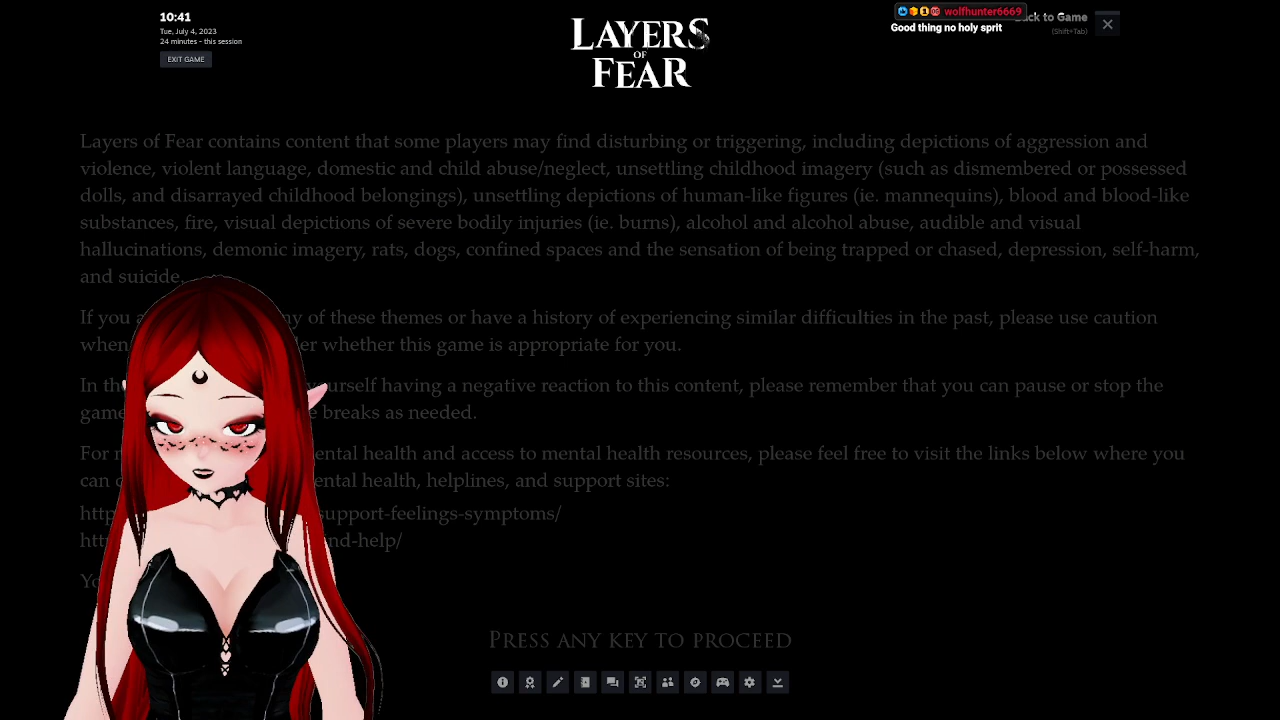 10:41
Tue, July 4, 2023
24 minutes - this session
EXIT GAME
LAYERS
OF
FEAR
wolfhunter6669
Good thing no holy sprit
ck to Game
(Shift+Tab)
Layers of Fear contains content that some players may find disturbing or triggering, including depictions of aggression and
violence, violent language, domestic and child abuse/neglect, unsettling childhood imagery (such as dismembered or possessed
dolls, and disarrayed childhood belongings), unsettling depictions of human-like figures (ie. mannequins), blood and blood-like
substances, fire, visual depictions of severe bodily injuries (ie. burns), alcohol and alcohol abuse, audible and visual
hallucinations, demonic imagery, rats, dogs, confined spaces and the sensation of being trapped or chased, depression, self-harm,
and suicide.
If you of these themes or have a history of experiencing similar difficulties in the past, please use caution
when whether this game is appropriate for you.
In yourself having a negative reaction to this content, please remember that you can pause or stop the
game breaks as needed.
For mental health and access to mental health resources, please feel free to visit the links below where you
can mental health, helplines, and support sites:
support-feelings-symptoms/
nd-help/
PRESS ANY KEY TO PROCEED